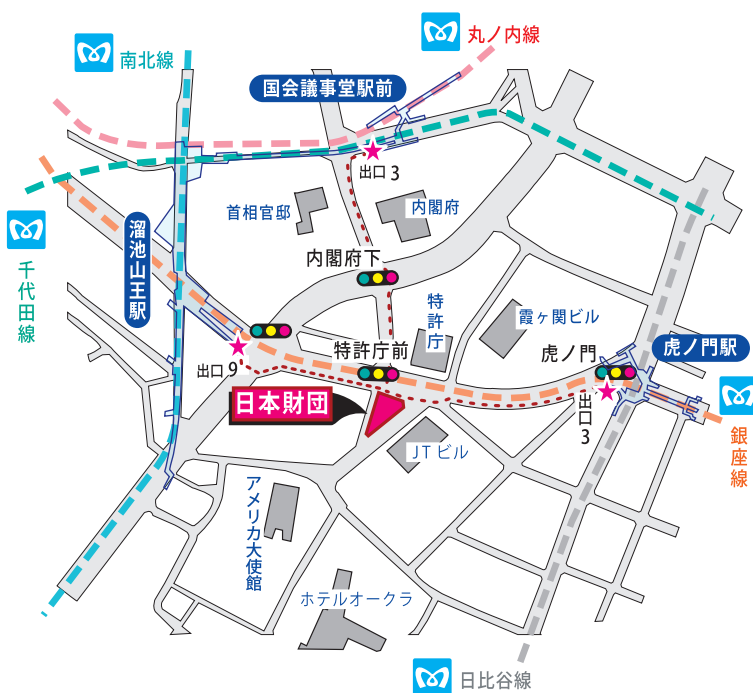 丸ノ内線
南北線
国会議事堂駅前
出口3
首相官邸
内閣府
溜池山王駅
千代田線
内閣府下
特許庁
霞ヶ関ビル
特許庁前
虎ノ門
虎ノ門駅
出口9
日本財団
出口3
銀座線
JTビル
アメリカ大使館
ホテルオークラ
日比谷線